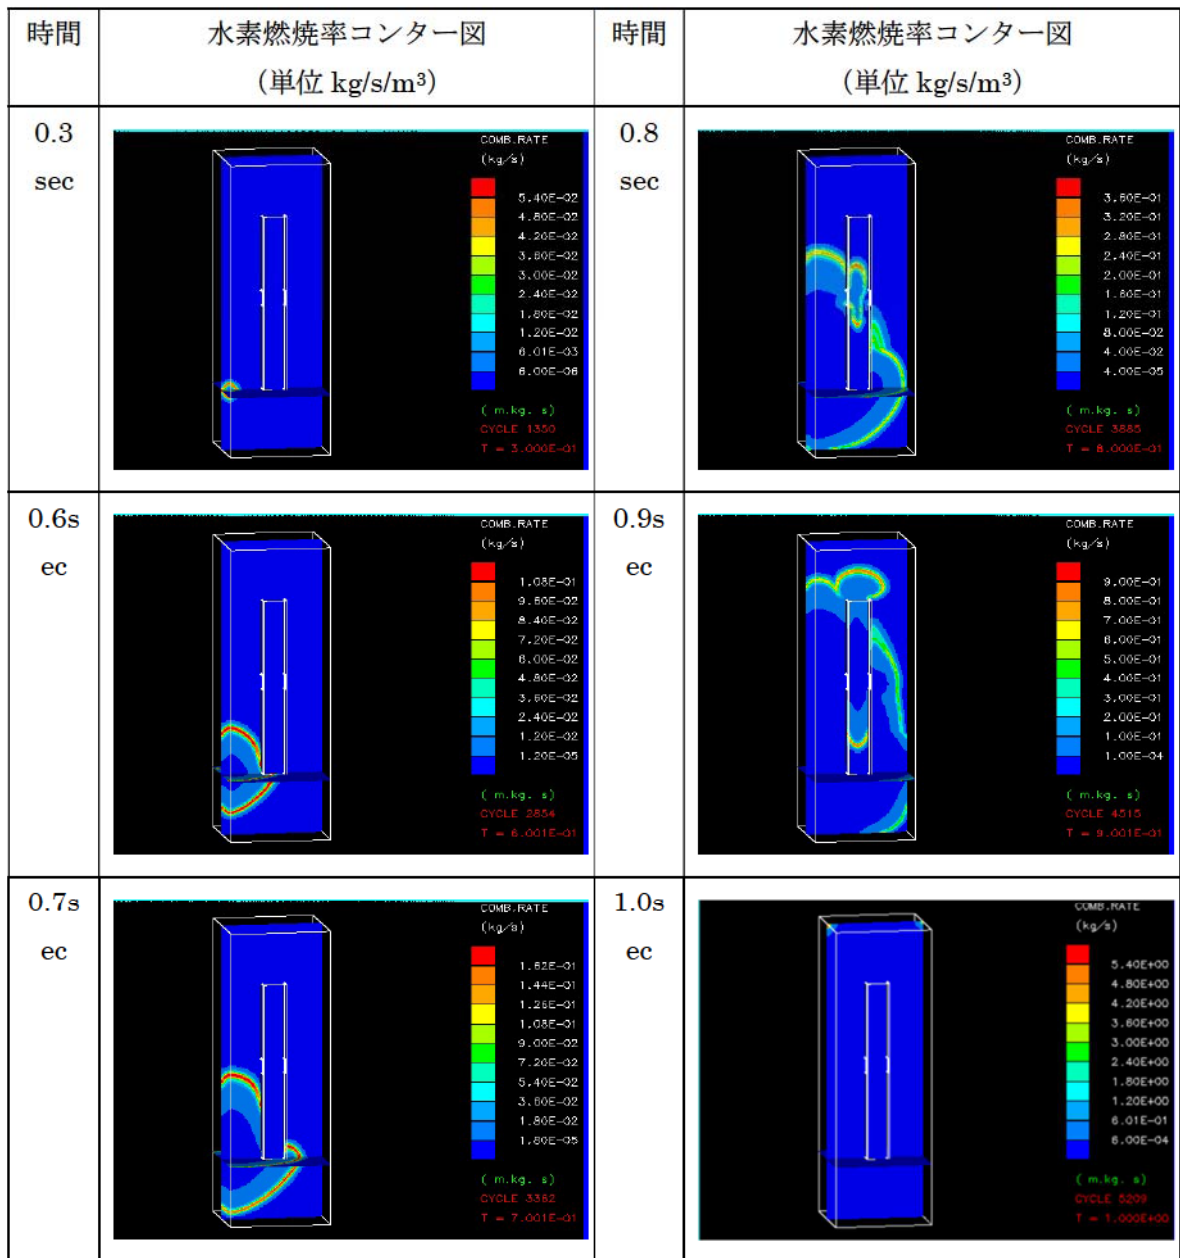 時間
水素燃焼率コンター図
(単位 kg/s/m³)
時間
水素燃焼率コンター図
(単位 kg/s/m³)
0.3
sec
COMB.RATE
(kg/s)
5.40E-02
4.80E-02
4.20E-02
3.60E-02
3.00E-02
2.40E-02
1.80E-02
1.20E-02
6.01E-03
6.00E-06
( m.kg. s)
CYCLE 1350
T = 3.000E-01
0.8
sec
COMB.RATE
(kg/s)
3.60E-01
3.20E-01
2.80E-01
2.40E-01
2.00E-01
1.60E-01
1.20E-01
8.00E-02
4.00E-02
4.00E-05
( m.kg. s)
CYCLE 3885
T = 8.000E-01
0.6s
ec
COMB.RATE
(kg/s)
1.08E-01
9.60E-02
8.40E-02
7.20E-02
6.00E-02
4.80E-02
3.60E-02
2.40E-02
1.20E-02
1.20E-05
( m.kg. s)
CYCLE 2854
T = 6.001E-01
0.9s
ec
COMB.RATE
(kg/s)
9.00E-01
8.00E-01
7.00E-01
6.00E-01
5.00E-01
4.00E-01
3.00E-01
2.00E-01
1.00E-01
1.00E-04
( m.kg. s)
CYCLE 4515
T = 9.001E-01
0.7s
ec
COMB.RATE
(kg/s)
1.62E-01
1.44E-01
1.26E-01
1.08E-01
9.00E-02
7.20E-02
5.40E-02
3.60E-02
1.80E-02
1.80E-05
( m.kg. s)
CYCLE 3362
T = 7.001E-01
1.0s
ec
COMB.RATE
(kg/s)
5.40E+00
4.80E+00
4.20E+00
3.60E+00
3.00E+00
2.40E+00
1.80E+00
1.20E+00
6.01E-01
6.00E-04
( m.kg. s)
CYCLE 5209
T = 1.000E+00